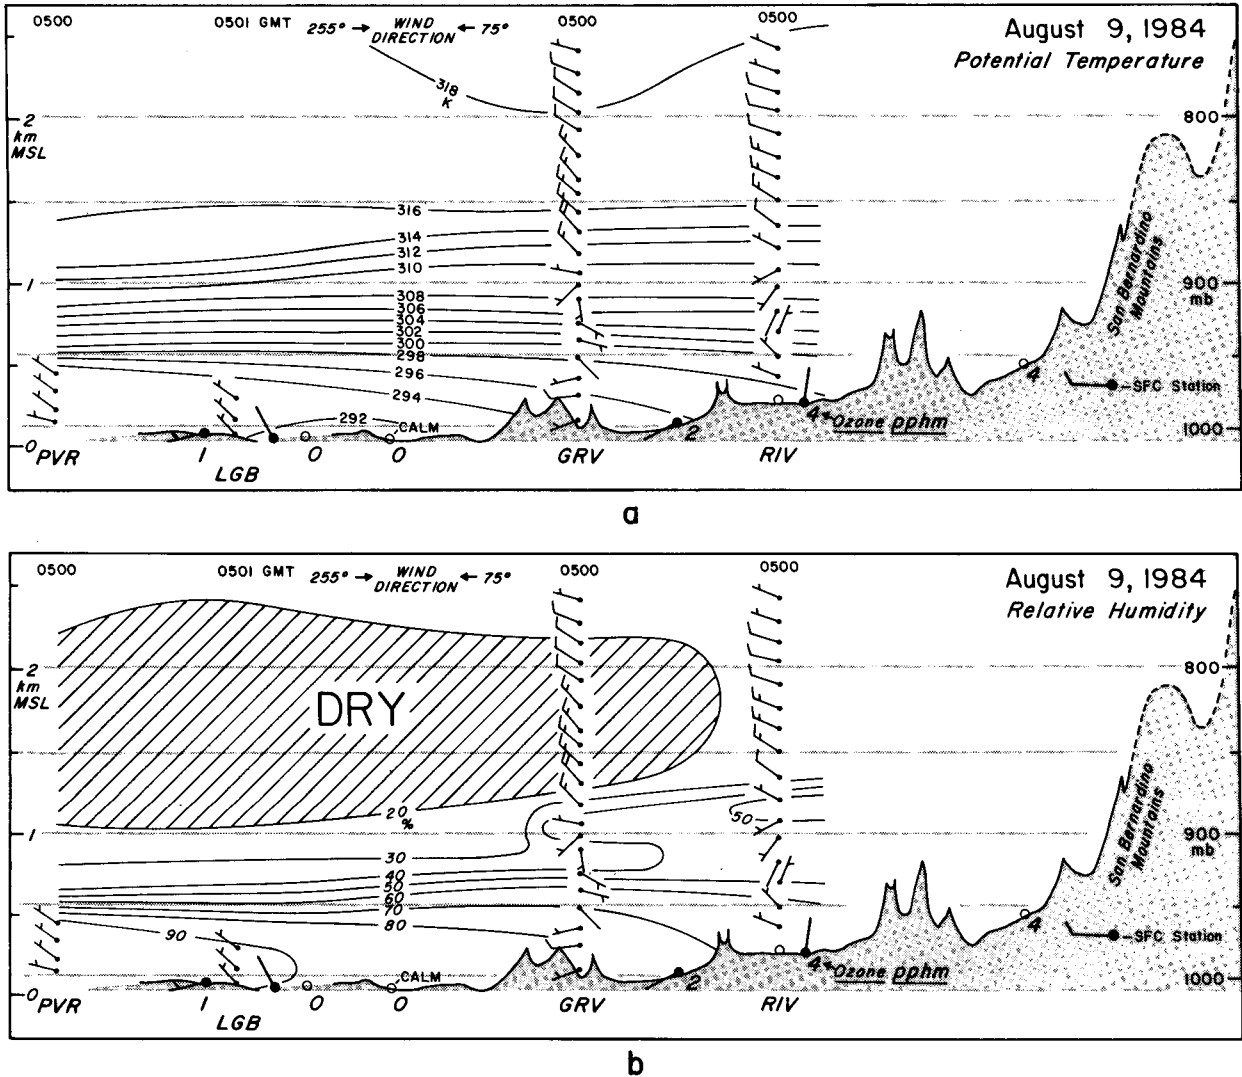 0500 0501 GMT 255° → WIND DIRECTION ← 75° 0500 0500
August 9, 1984
Potential Temperature
318
K
2
km
MSL
800
316
314
312
310
1
900
mb
308
306
304
302
300
298
296
294
292
San Bernardino
Mountains
4
SFC Station
CALM
4 Ozone pphm
2
0
1000
PVR 1 0 0 GRV RIV
LGB
a
0500 0501 GMT 255° → WIND DIRECTION ← 75° 0500 0500
August 9, 1984
Relative Humidity
2
km
MSL
800
DRY
20
%
50
1
900
mb
30
40
50
60
70
80
90
San Bernardino
Mountains
4
SFC Station
CALM
4 Ozone pphm
2
0
1000
PVR 1 0 0 GRV RIV
LGB
b